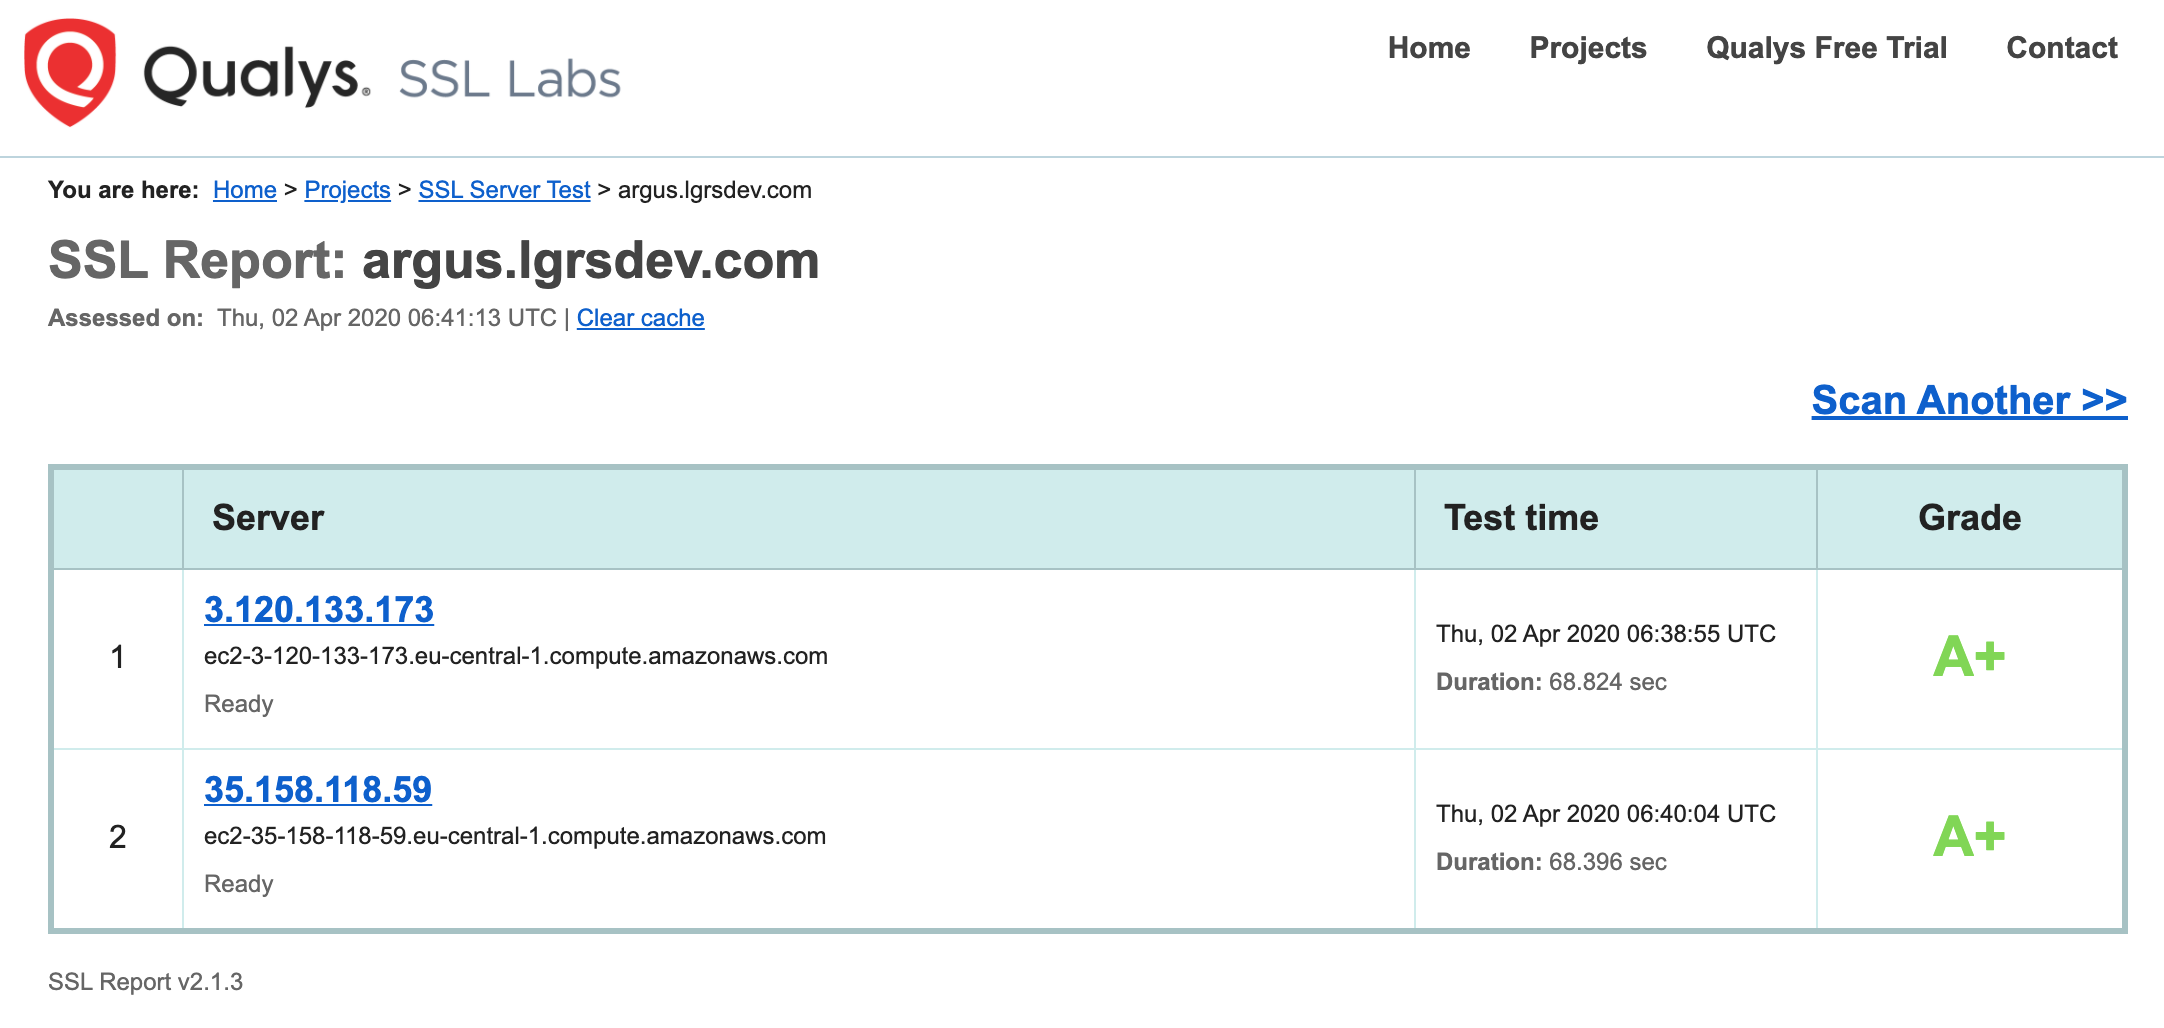 Qualys® SSL Labs
Home Projects Qualys Free Trial Contact
You are here: Home > Projects > SSL Server Test > argus.lgrsdev.com
SSL Report: argus.lgrsdev.com
Assessed on: Thu, 02 Apr 2020 06:41:13 UTC | Clear cache
Scan Another >>
Server Test time Grade
1
3.120.133.173
ec2-3-120-133-173.eu-central-1.compute.amazonaws.com
Ready
Thu, 02 Apr 2020 06:38:55 UTC
Duration: 68.824 sec
A+
2
35.158.118.59
ec2-35-158-118-59.eu-central-1.compute.amazonaws.com
Ready
Thu, 02 Apr 2020 06:40:04 UTC
Duration: 68.396 sec
A+
SSL Report v2.1.3